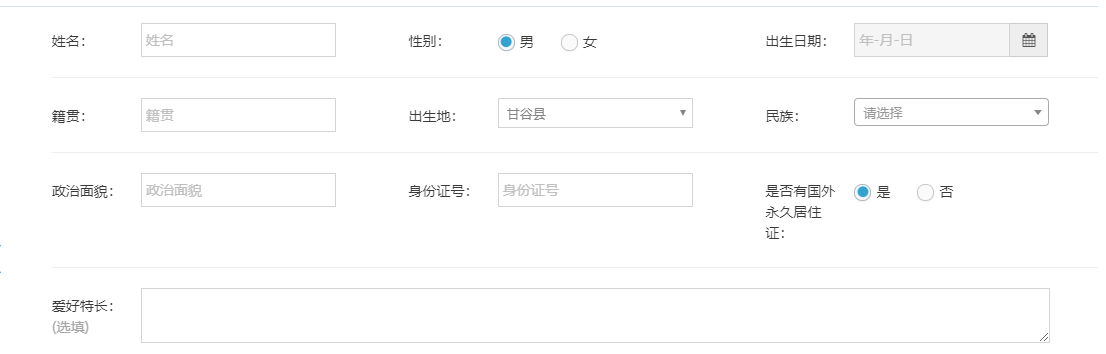 姓名： 姓名 性别： 男 女 出生日期： 年-月-日
籍贯： 籍贯 出生地： 甘谷县 民族： 请选择
政治面貌： 政治面貌 身份证号： 身份证号 是否有国外 是 否
永久居住
证：
爱好特长：
(选填)